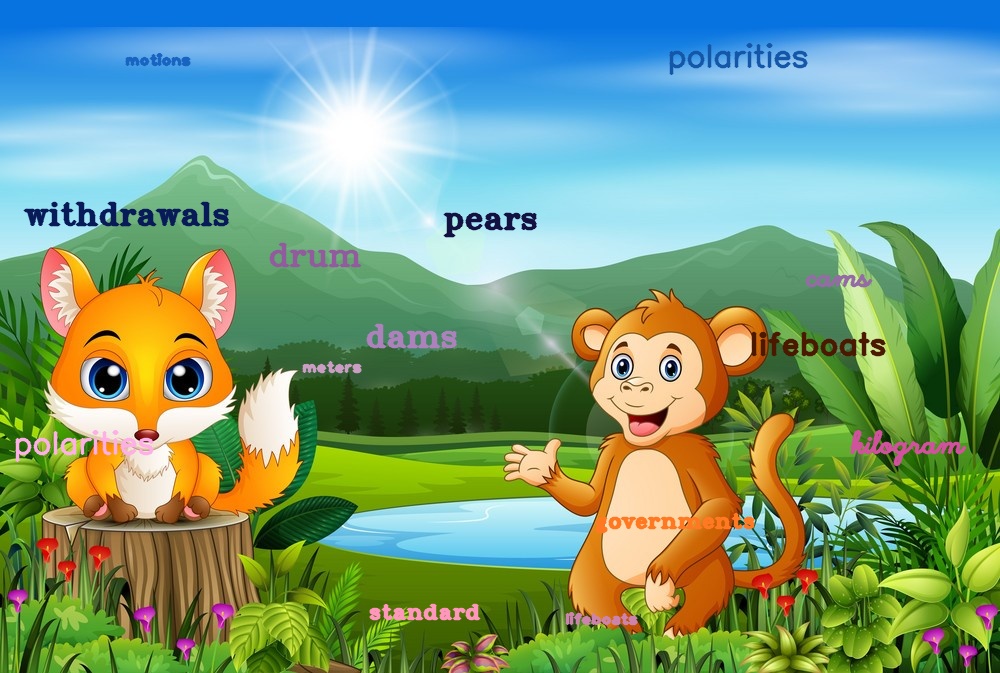 motions
polarities
withdrawals
pears
drum
cams
dams
lifeboats
meters
polarities
kilogram
governments
standard
lifeboats